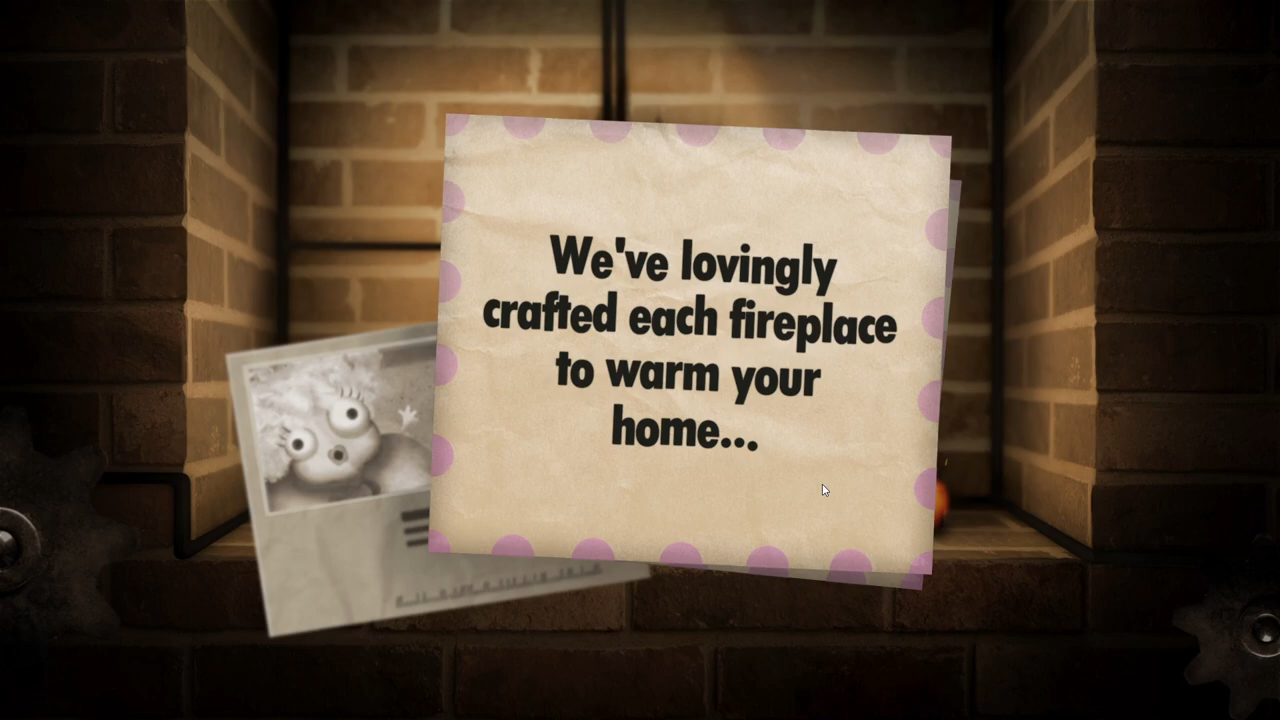 We've lovingly
crafted each fireplace
to warm your
home...